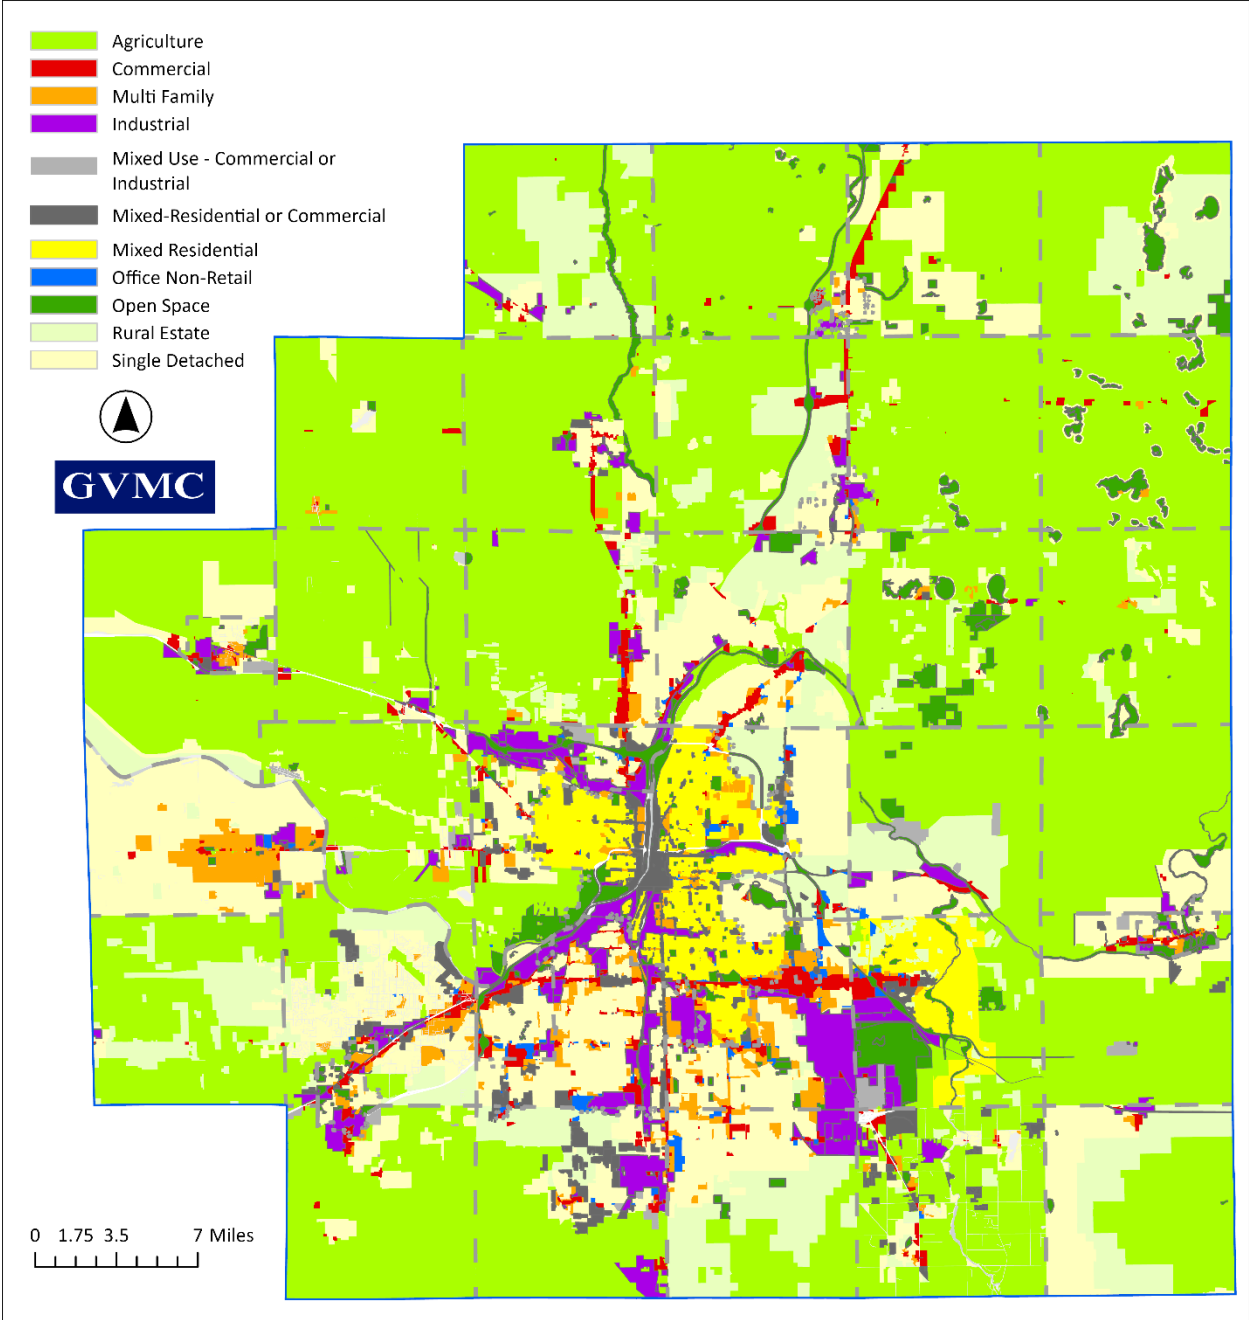 Agriculture
Commercial
Multi Family
Industrial
Mixed Use - Commercial or
Industrial
Mixed-Residential or Commercial
Mixed Residential
Office Non-Retail
Open Space
Rural Estate
Single Detached
GVMC
0 1.75 3.5 7 Miles